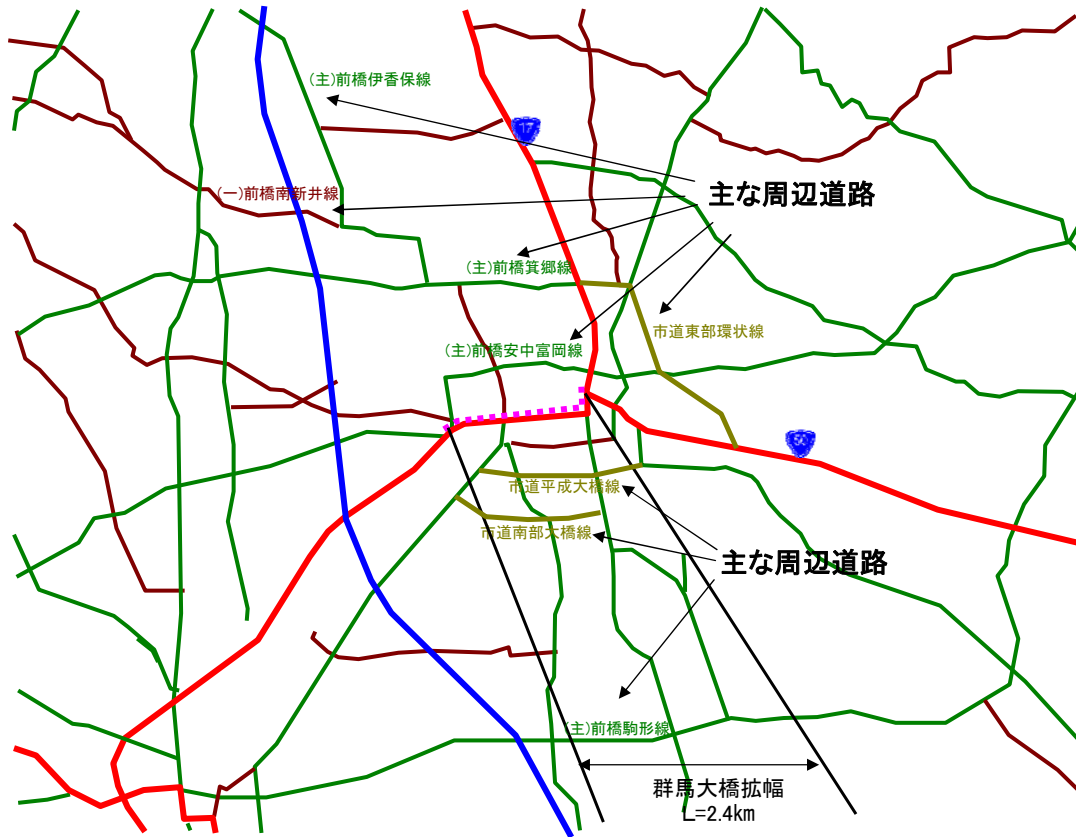 (主)前橋伊香保線
17
(一)前橋南新井線
主な周辺道路
(主)前橋箕郷線
市道東部環状線
(主)前橋安中富岡線
50
市道平成大橋線
市道南部大橋線
主な周辺道路
(主)前橋駒形線
群馬大橋拡幅
L=2.4km